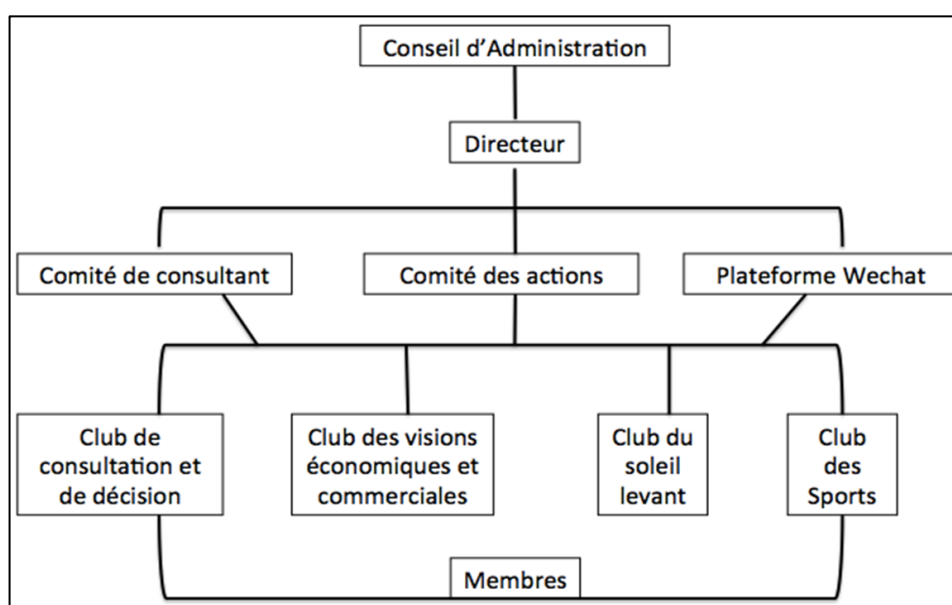 Conseil d'Administration
Directeur
Comité de consultant
Comité des actions
Plateforme Wechat
Club de
consultation et
de décision
Club des visions
économiques et
commerciales
Club du
soleil
levant
Club
des
Sports
Membres